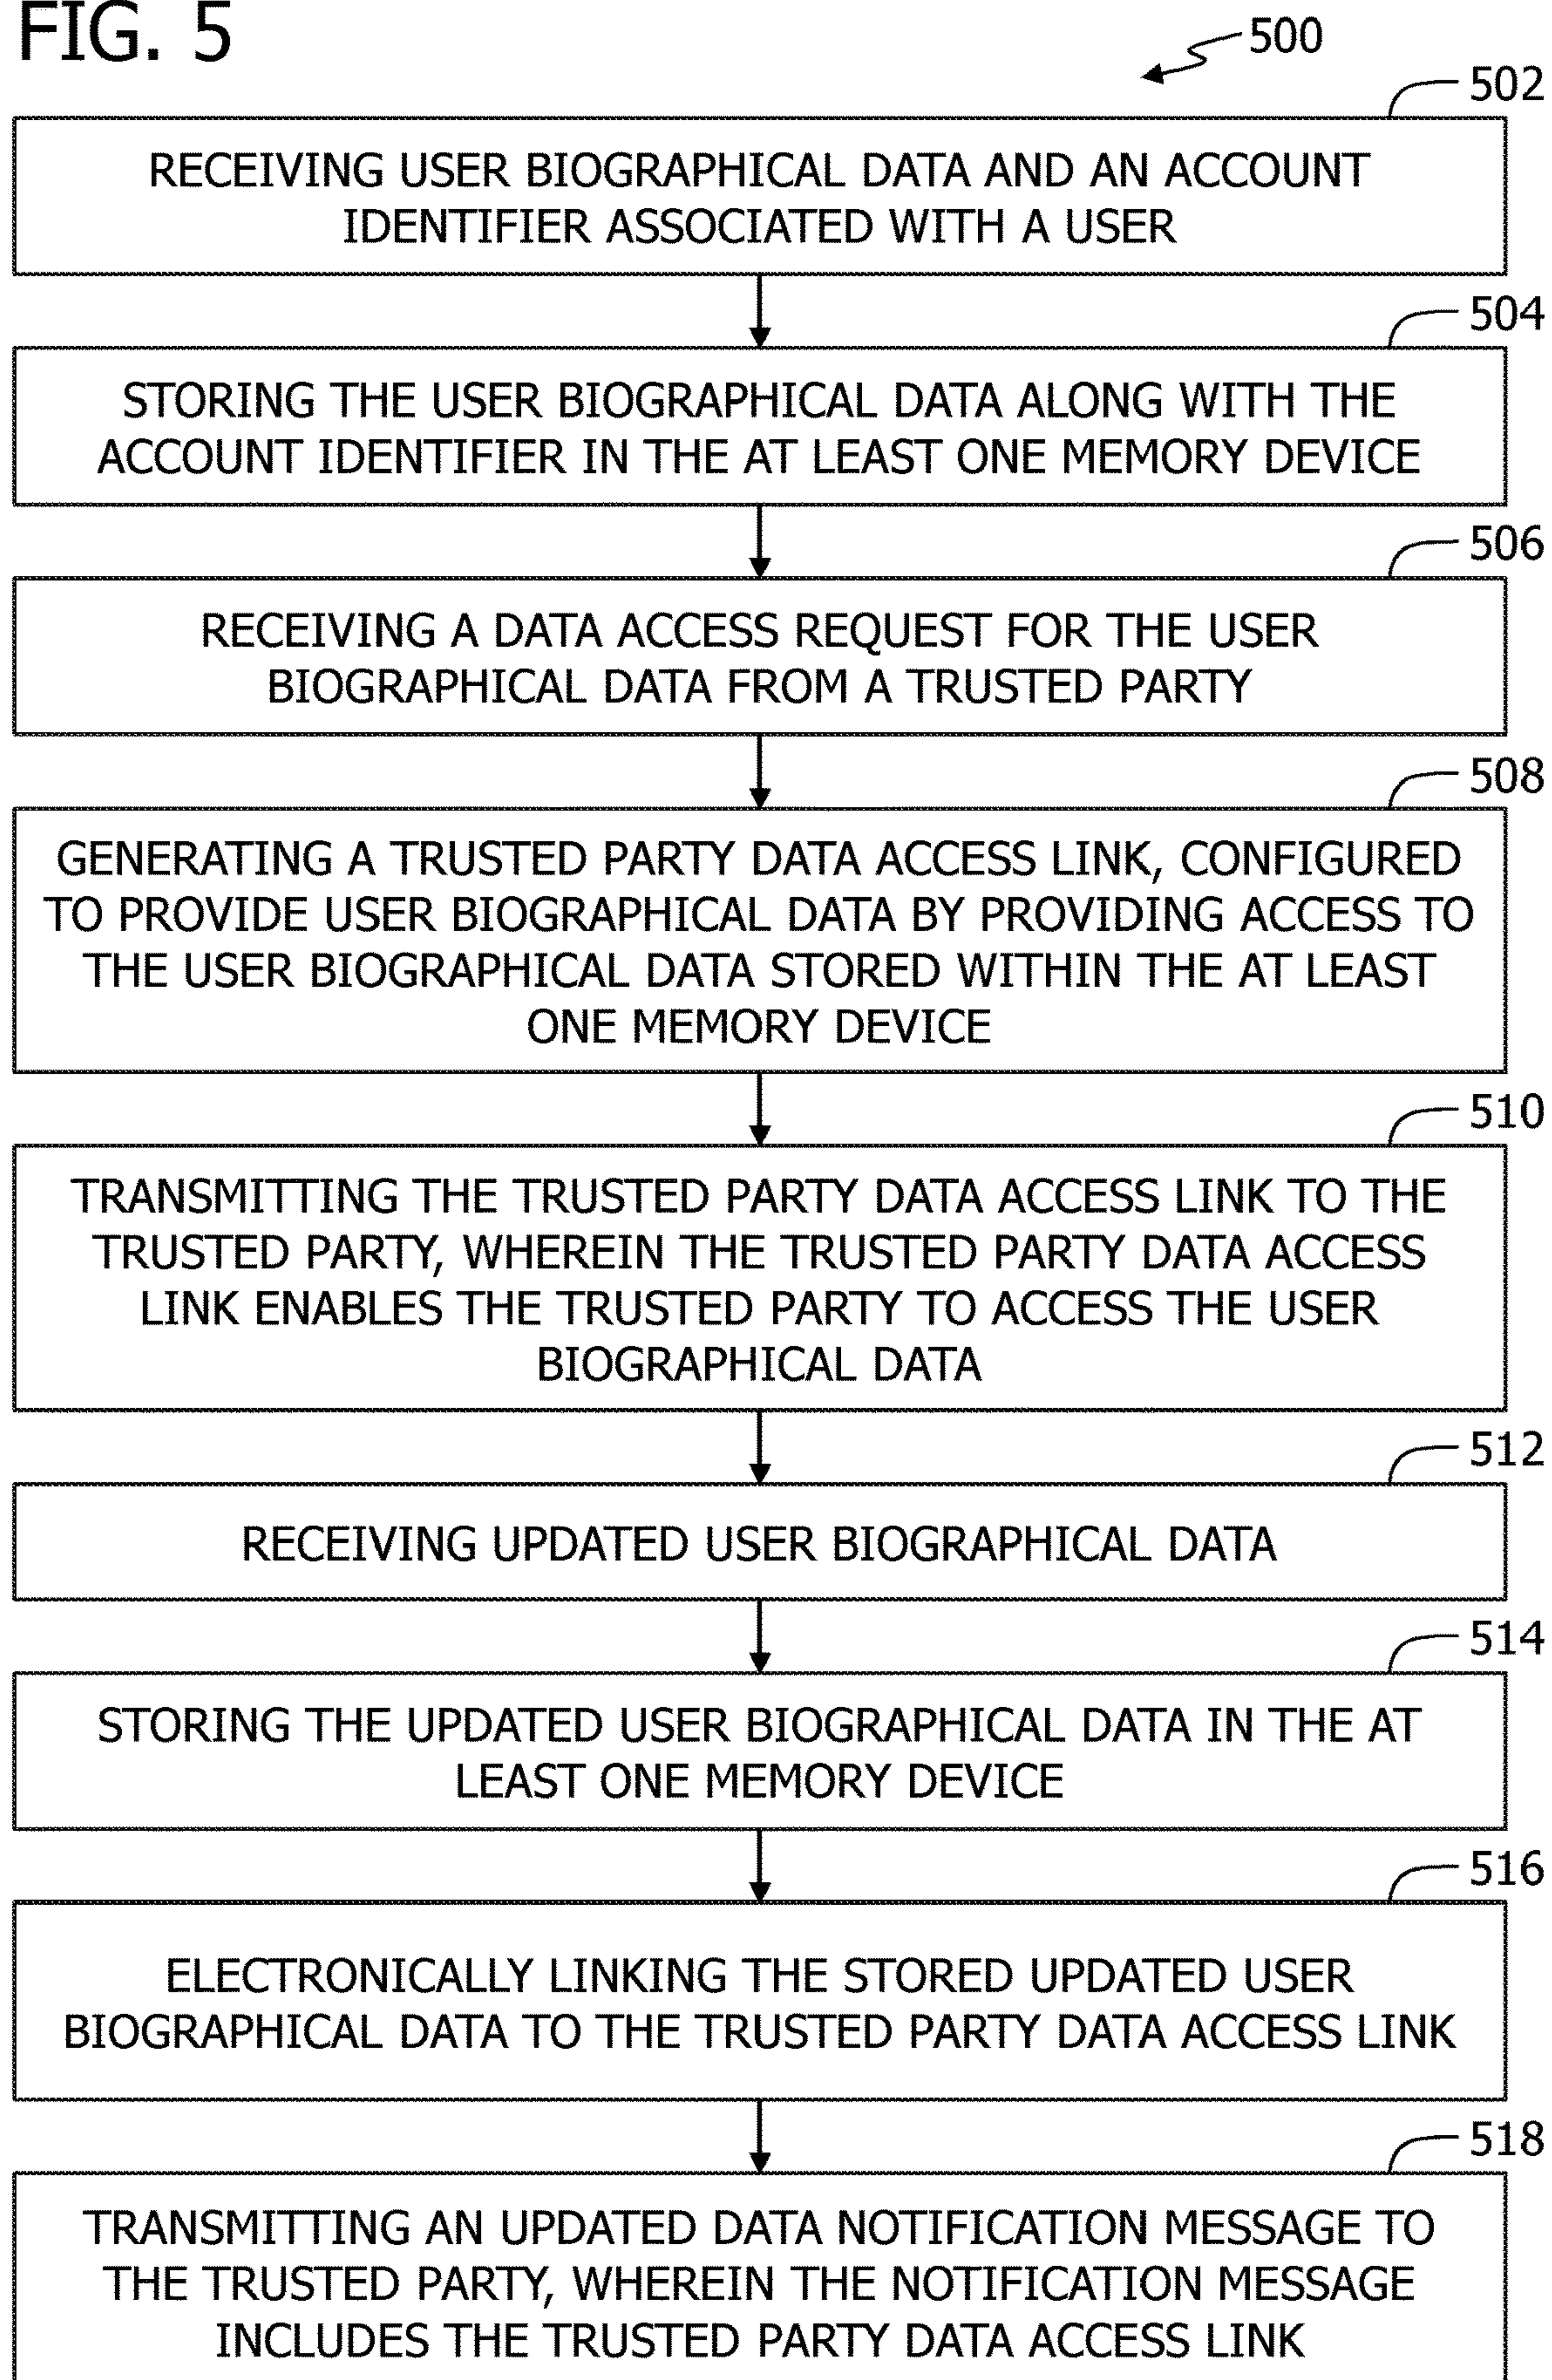 FIG. 5
500
502
RECEIVING USER BIOGRAPHICAL DATA AND AN ACCOUNT
IDENTIFIER ASSOCIATED WITH A USER
504
STORING THE USER BIOGRAPHICAL DATA ALONG WITH THE
ACCOUNT IDENTIFIER IN THE AT LEAST ONE MEMORY DEVICE
506
RECEIVING A DATA ACCESS REQUEST FOR THE USER
BIOGRAPHICAL DATA FROM A TRUSTED PARTY
508
GENERATING A TRUSTED PARTY DATA ACCESS LINK, CONFIGURED
TO PROVIDE USER BIOGRAPHICAL DATA BY PROVIDING ACCESS TO
THE USER BIOGRAPHICAL DATA STORED WITHIN THE AT LEAST
ONE MEMORY DEVICE
510
TRANSMITTING THE TRUSTED PARTY DATA ACCESS LINK TO THE
TRUSTED PARTY, WHEREIN THE TRUSTED PARTY DATA ACCESS
LINK ENABLES THE TRUSTED PARTY TO ACCESS THE USER
BIOGRAPHICAL DATA
512
RECEIVING UPDATED USER BIOGRAPHICAL DATA
514
STORING THE UPDATED USER BIOGRAPHICAL DATA IN THE AT
LEAST ONE MEMORY DEVICE
516
ELECTRONICALLY LINKING THE STORED UPDATED USER
BIOGRAPHICAL DATA TO THE TRUSTED PARTY DATA ACCESS LINK
518
TRANSMITTING AN UPDATED DATA NOTIFICATION MESSAGE TO
THE TRUSTED PARTY, WHEREIN THE NOTIFICATION MESSAGE
INCLUDES THE TRUSTED PARTY DATA ACCESS LINK